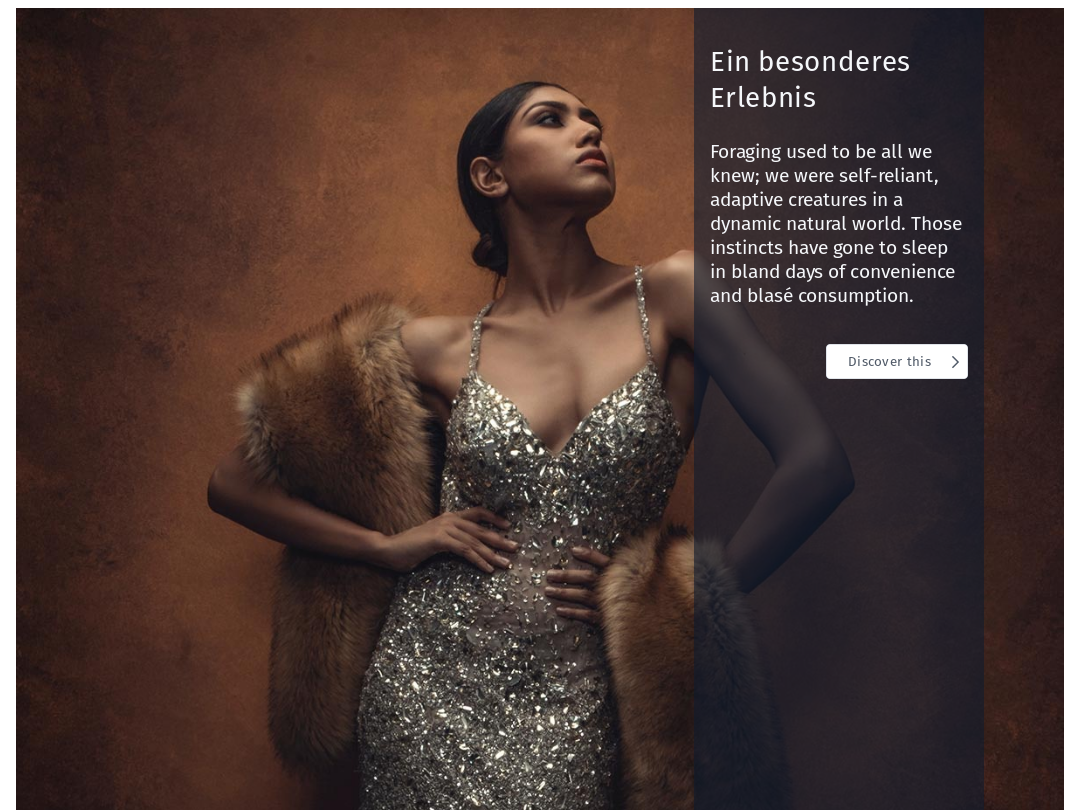 Ein besonderes
Erlebnis
Foraging used to be all we
knew; we were self-reliant,
adaptive creatures in a
dynamic natural world. Those
instincts have gone to sleep
in bland days of convenience
and blasé consumption.
Discover this